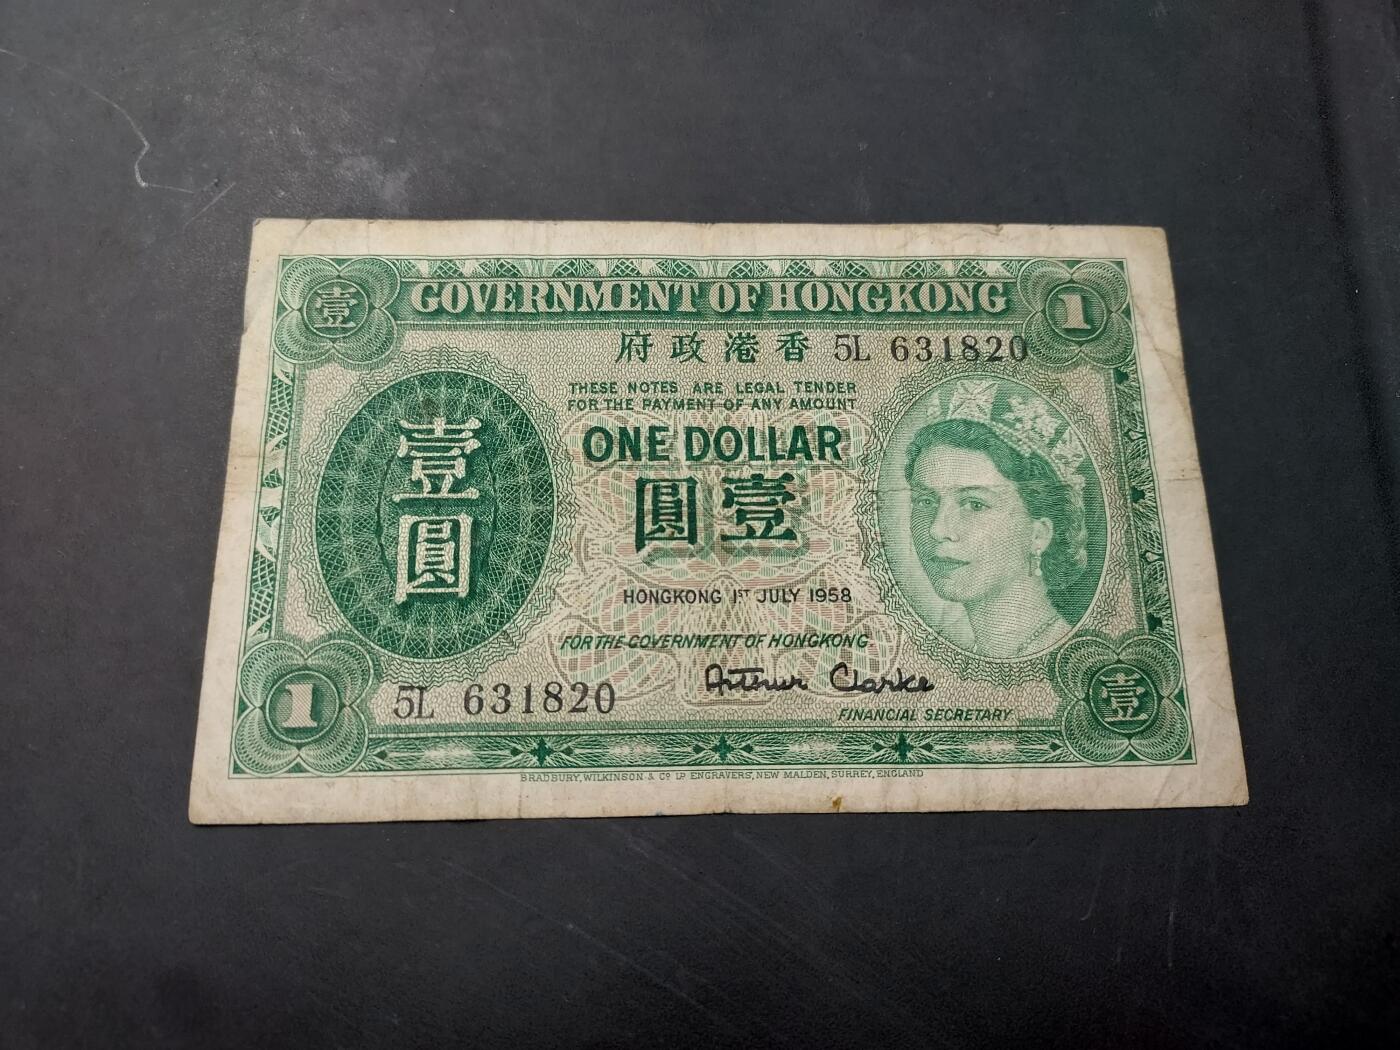 壹 GOVERNMENT OF HONGKONG 1
府政港香 5L 631820
THESE NOTES ARE LEGAL TENDER
FOR THE PAYMENT OF ANY AMOUNT
壹圓
ONE DOLLAR
圓壹
HONGKONG 1ST JULY 1958
FOR THE GOVERNMENT OF HONGKONG.
Arthur Clarke
1 5L 631820
FINANCIAL SECRETARY
壹
BRADBURY, WILKINSON & Co. LD. ENGRAVERS, NEW MALDEN, SURREY, ENGLAND